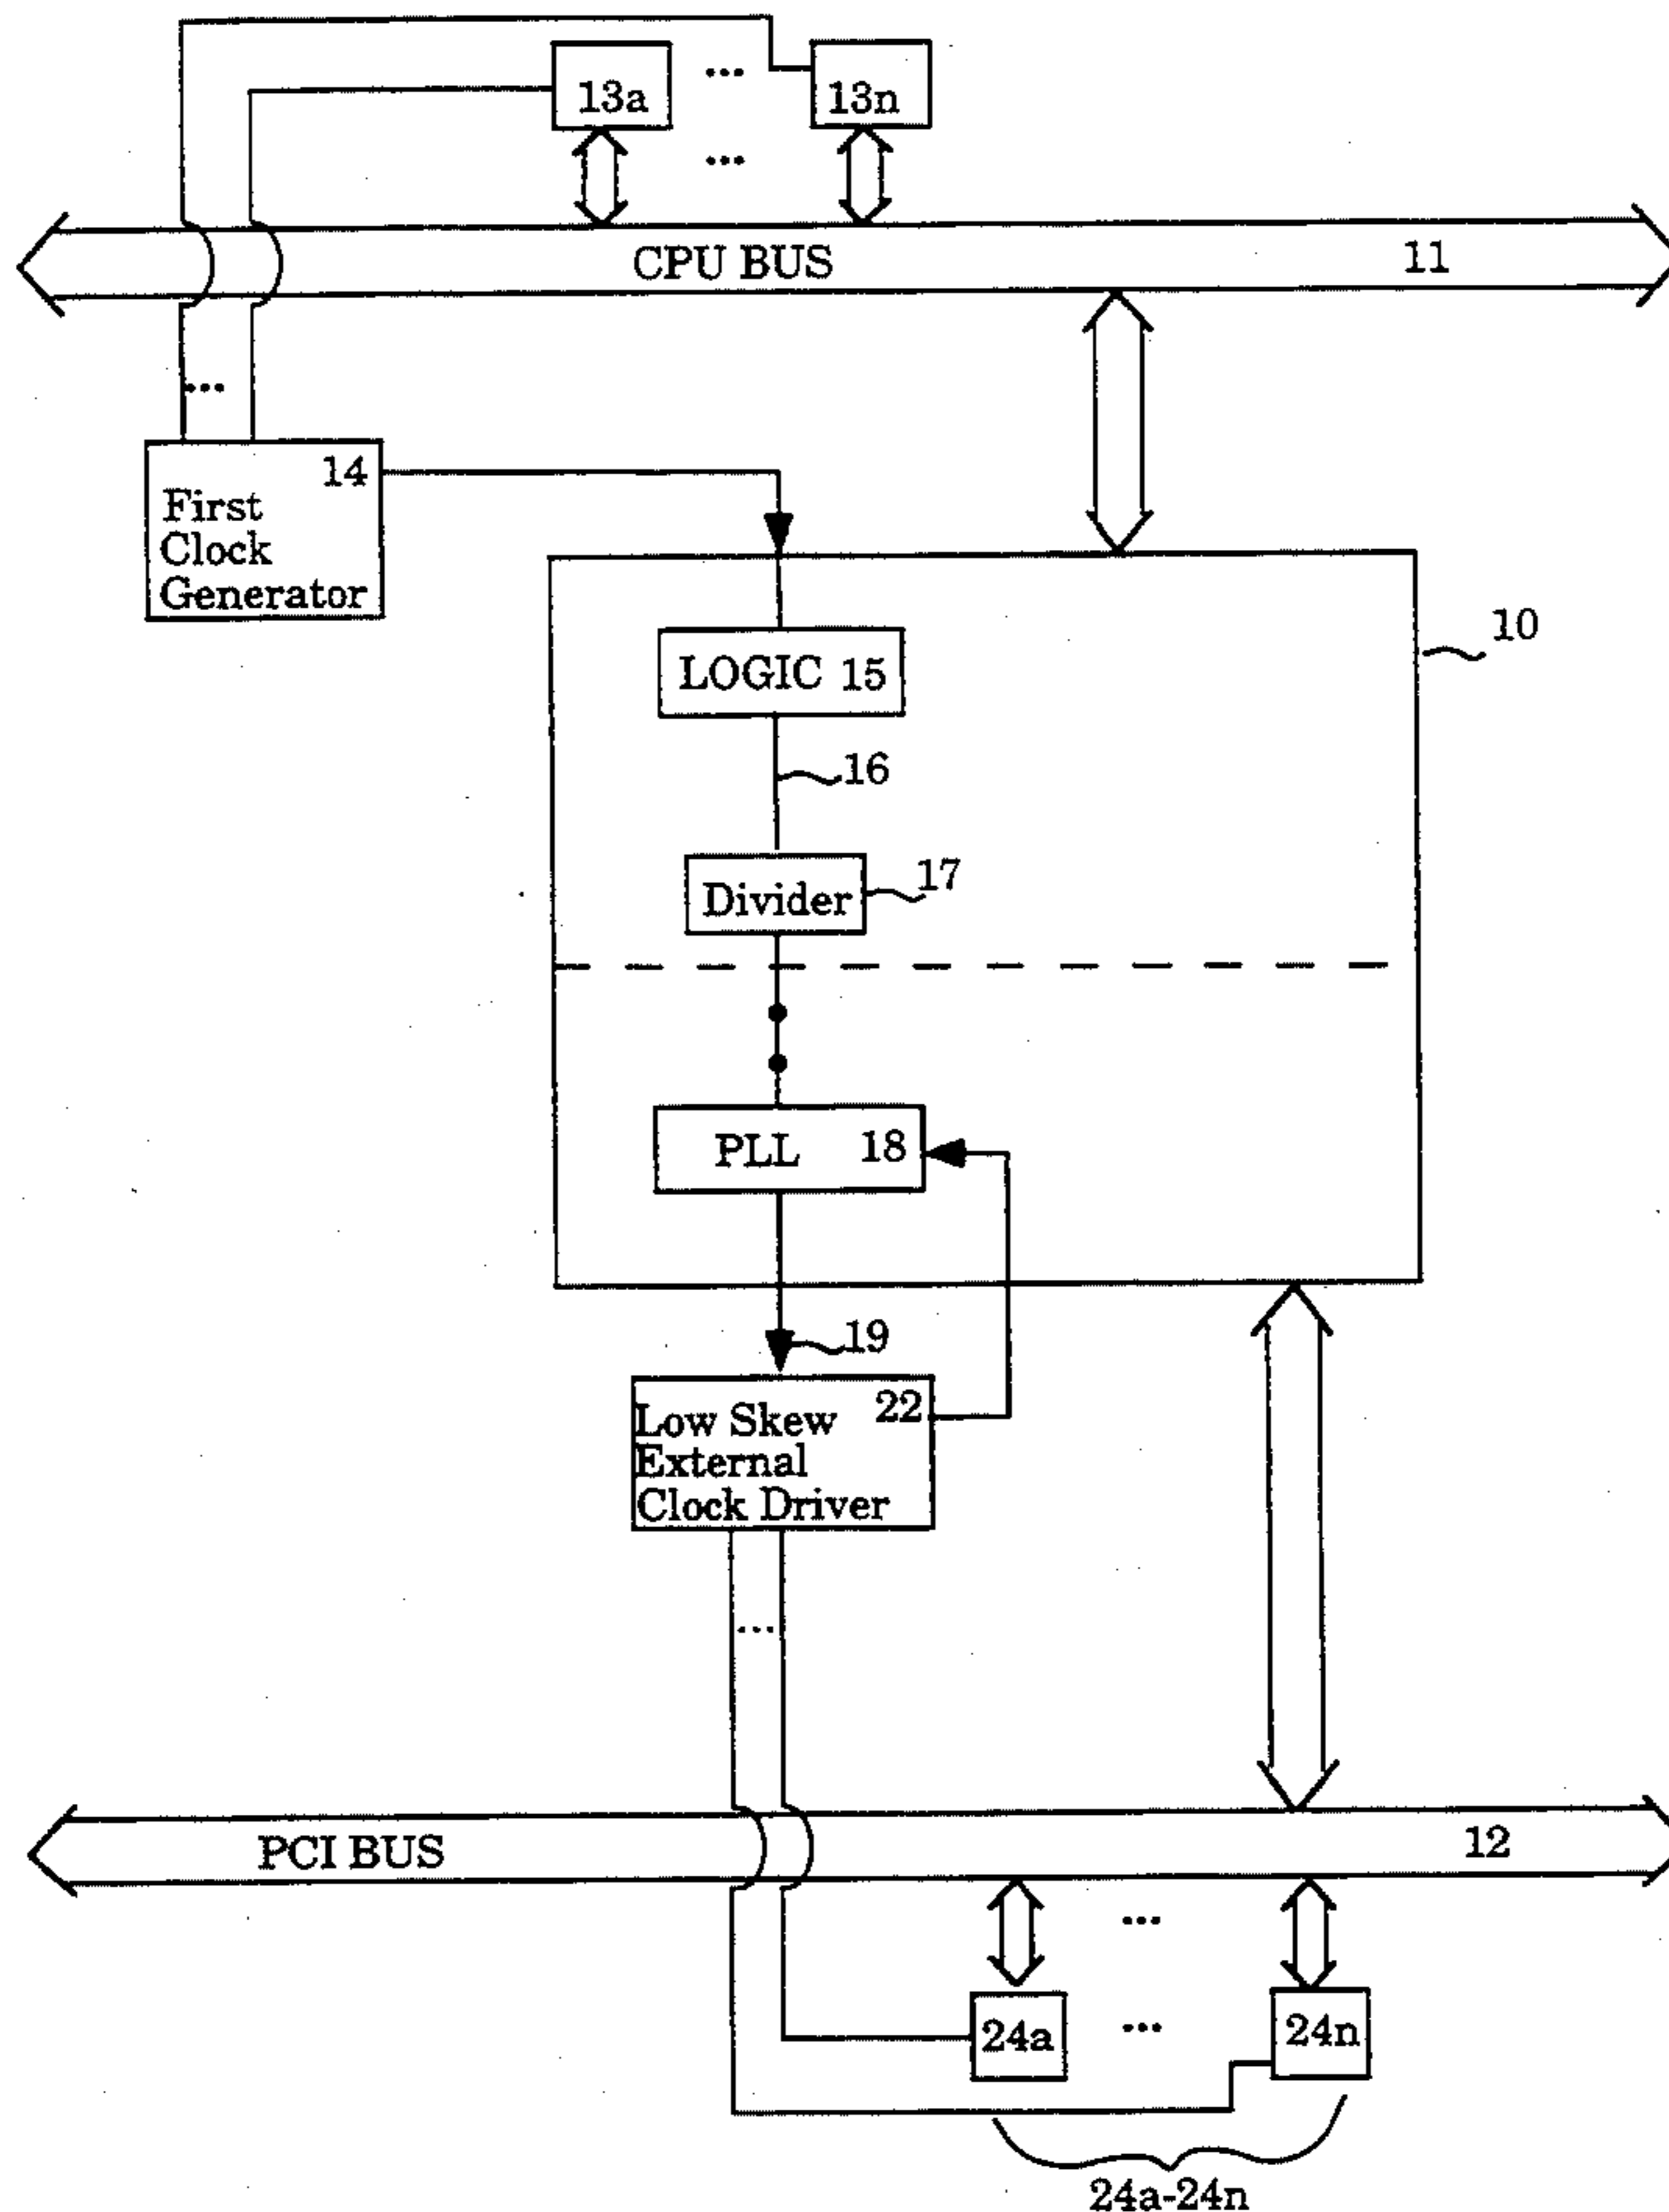 13a
...
13n
...
CPU BUS
11
...
14
First
Clock
Generator
10
LOGIC 15
16
Divider
17
PLL 18
19
22
Low Skew
External
Clock Driver
...
PCI BUS
12
...
24a
...
24n
24a-24n